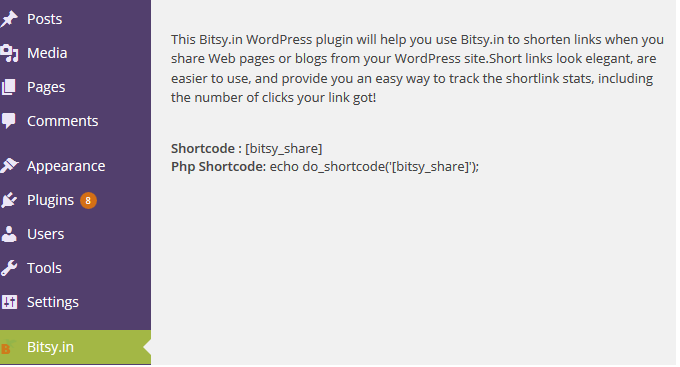 Posts
Media
Pages
Comments
Appearance
Plugins 8
Users
Tools
Settings
Bitsy.in
This Bitsy.in WordPress plugin will help you use Bitsy.in to shorten links when you
share Web pages or blogs from your WordPress site.Short links look elegant, are
easier to use, and provide you an easy way to track the shortlink stats, including
the number of clicks your link got!
Shortcode : [bitsy_share]
Php Shortcode: echo do_shortcode('[bitsy_share]');